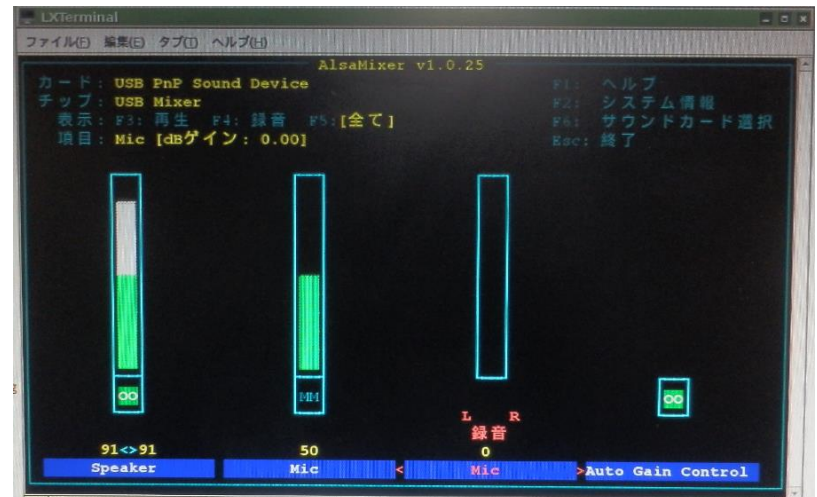 LXTerminal
ファイル(F) 編集(E) タブ(T) ヘルプ(H)
AlsaMixer v1.0.25
カード: USB PnP Sound Device F1: ヘルプ
チップ: USB Mixer F2: システム情報
表示: F3: 再生 F4: 録音 F5:[全て] F6: サウンドカード選択
項目: Mic [dBゲイン: 0.00] Esc: 終了
OO MM OO
L R
録音
91<>91 50 0
Speaker Mic < Mic >Auto Gain Control